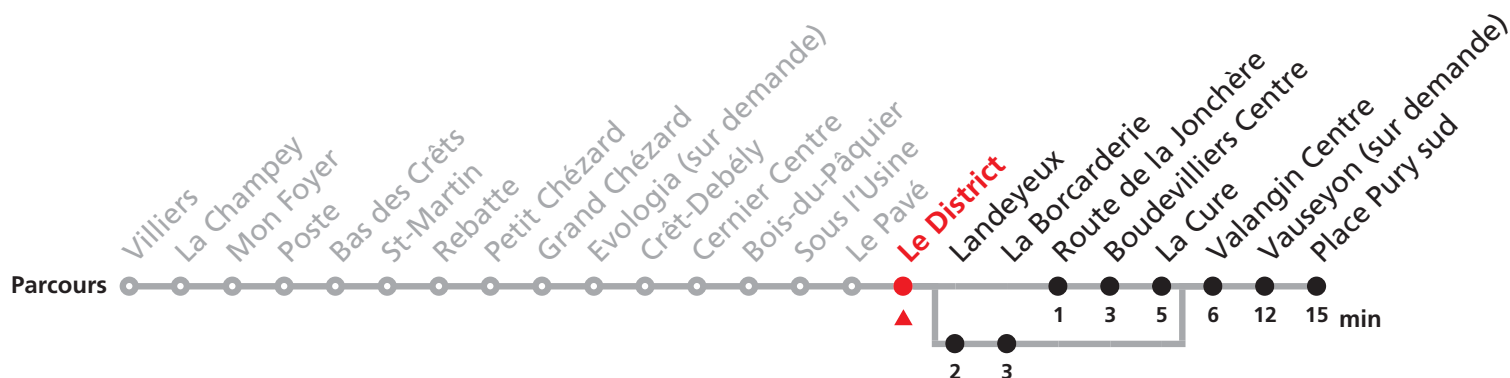 Villiers
La Champey
Mon Foyer
Poste
Bas des Crêts
St-Martin
Rebatte
Petit Chézard
Grand Chézard
Evologia (sur demande)
Crêt-Debély
Cernier Centre
Bois-du-Pâquier
Sous l'Usine
Le Pavé
Le District
Landeyeux
La Borcarderie
Route de la Jonchère
Boudevilliers Centre
La Cure
Valangin Centre
Vauseyon (sur demande)
Place Pury sud
Parcours
1 3 5 6 12 15 min
2 3